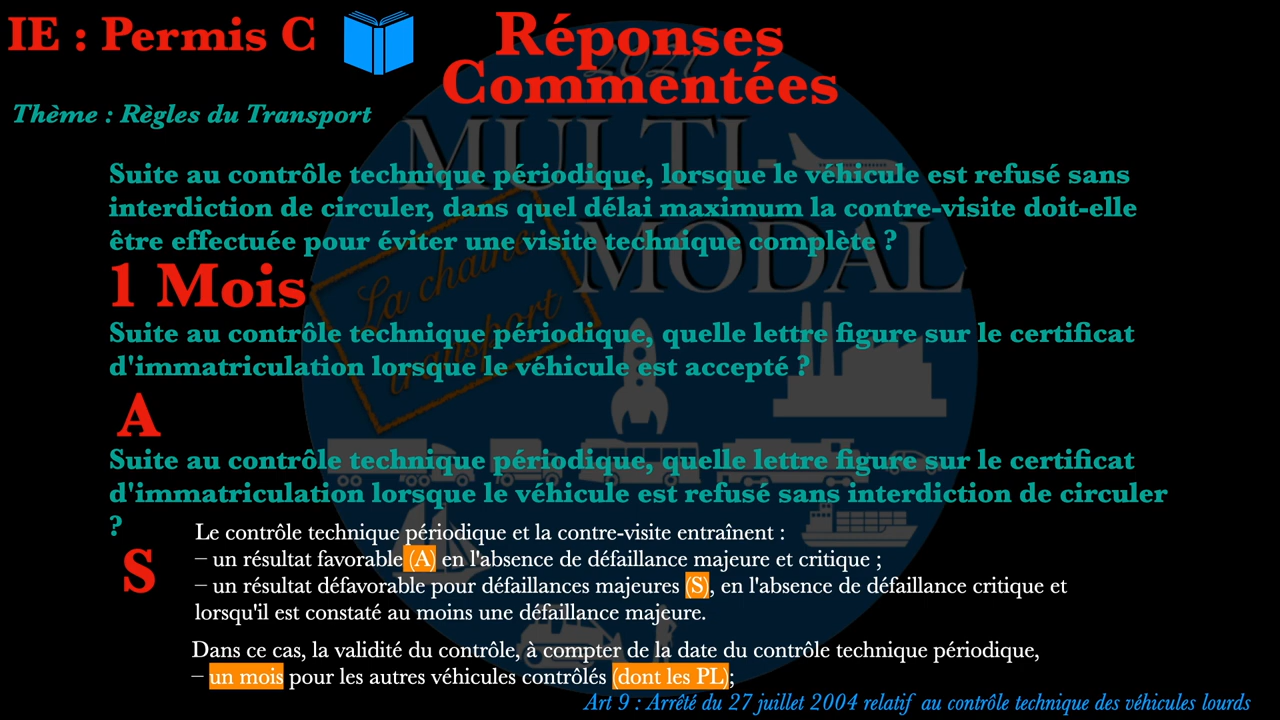 IE : Permis C
Réponses
Commentées
2021
Thème : Règles du Transport
MULTI-
MODAL
La chaîne
transport
Suite au contrôle technique périodique, lorsque le véhicule est refusé sans
interdiction de circuler, dans quel délai maximum la contre-visite doit-elle
être effectuée pour éviter une visite technique complète ?
1 Mois
Suite au contrôle technique périodique, quelle lettre figure sur le certificat
d'immatriculation lorsque le véhicule est accepté ?
A
Suite au contrôle technique périodique, quelle lettre figure sur le certificat
d'immatriculation lorsque le véhicule est refusé sans interdiction de circuler
?
S
Le contrôle technique périodique et la contre-visite entraînent :
– un résultat favorable (A) en l'absence de défaillance majeure et critique ;
– un résultat défavorable pour défaillances majeures (S), en l'absence de défaillance critique et
lorsqu'il est constaté au moins une défaillance majeure.
Dans ce cas, la validité du contrôle, à compter de la date du contrôle technique périodique,
– un mois pour les autres véhicules contrôlés (dont les PL);
Art 9 : Arrêté du 27 juillet 2004 relatif au contrôle technique des véhicules lourds